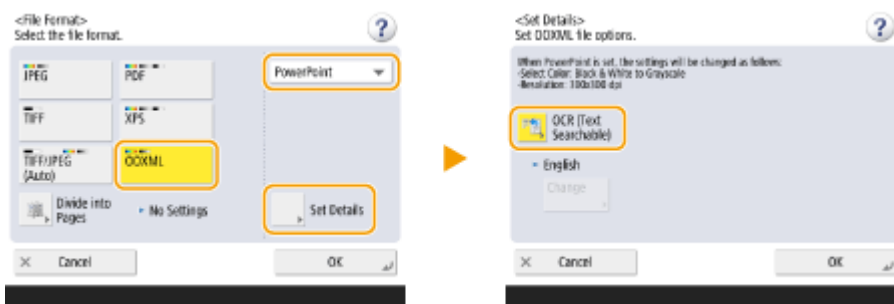 <File Format>
Select the file format.
JPEG
PDF
PowerPoint
TIFF
XPS
TIFF/JPEG
(Auto)
OOXML
Divide into
Pages
No Settings
Set Details
Cancel
OK
<Set Details>
Set OOXML file options.
When PowerPoint is set, the settings will be changed as follows:
-Select Color: Black & White to Grayscale
-Resolution: 300x300 dpi
OCR (Text
Searchable)
English
Change
Cancel
OK